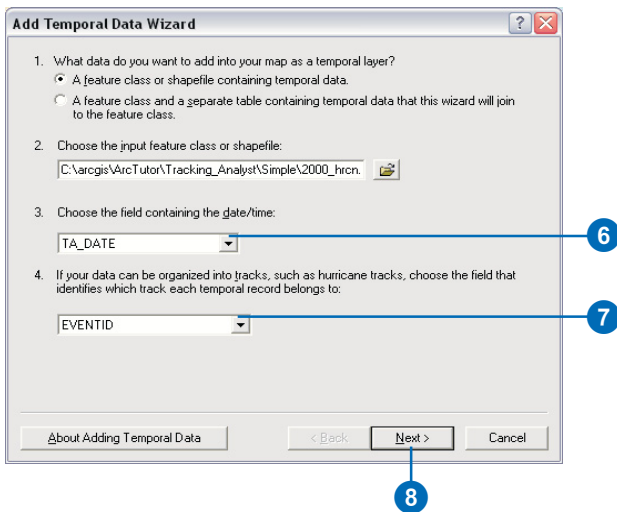 Add Temporal Data Wizard
1. What data do you want to add into your map as a temporal layer?
A feature class or shapefile containing temporal data.
A feature class and a separate table containing temporal data that this wizard will join
to the feature class.
2. Choose the input feature class or shapefile:
C:\arcgis\ArcTutor\Tracking_Analyst\Simple\2000_hrcn.
3. Choose the field containing the date/time:
TA_DATE
6
4. If your data can be organized into tracks, such as hurricane tracks, choose the field that
identifies which track each temporal record belongs to:
EVENTID
7
About Adding Temporal Data
< Back
Next >
Cancel
8